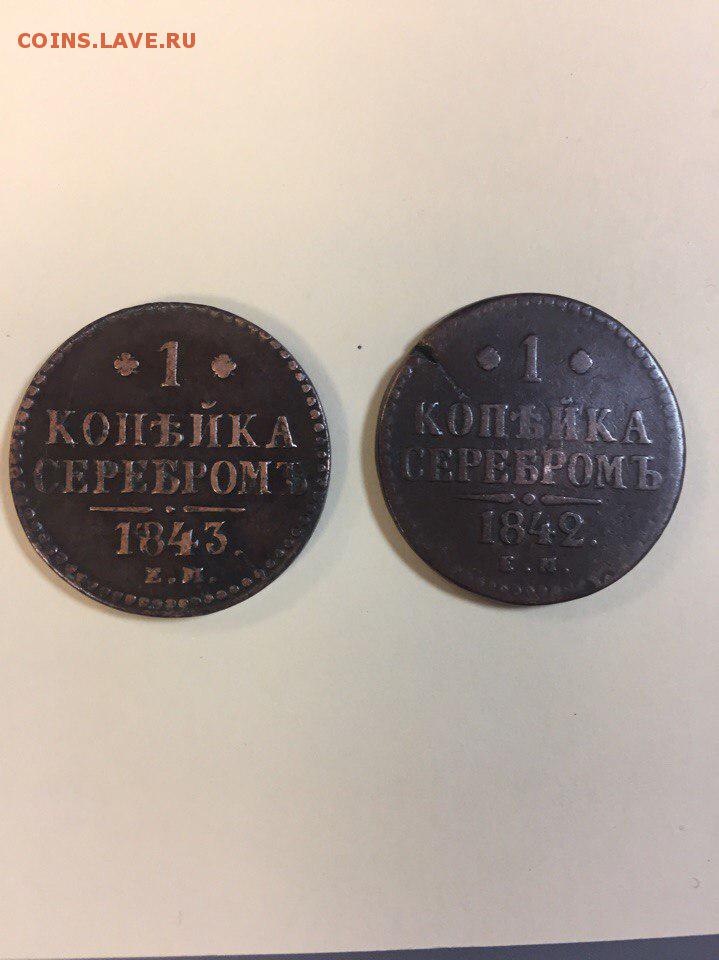 COINS.LAVE.RU
1
КОПѢЙКА
СЕРЕБРОМЪ
1843.
Е.М.
1
КОПѢЙКА
СЕРЕБРОМЪ
1842.
Е.М.